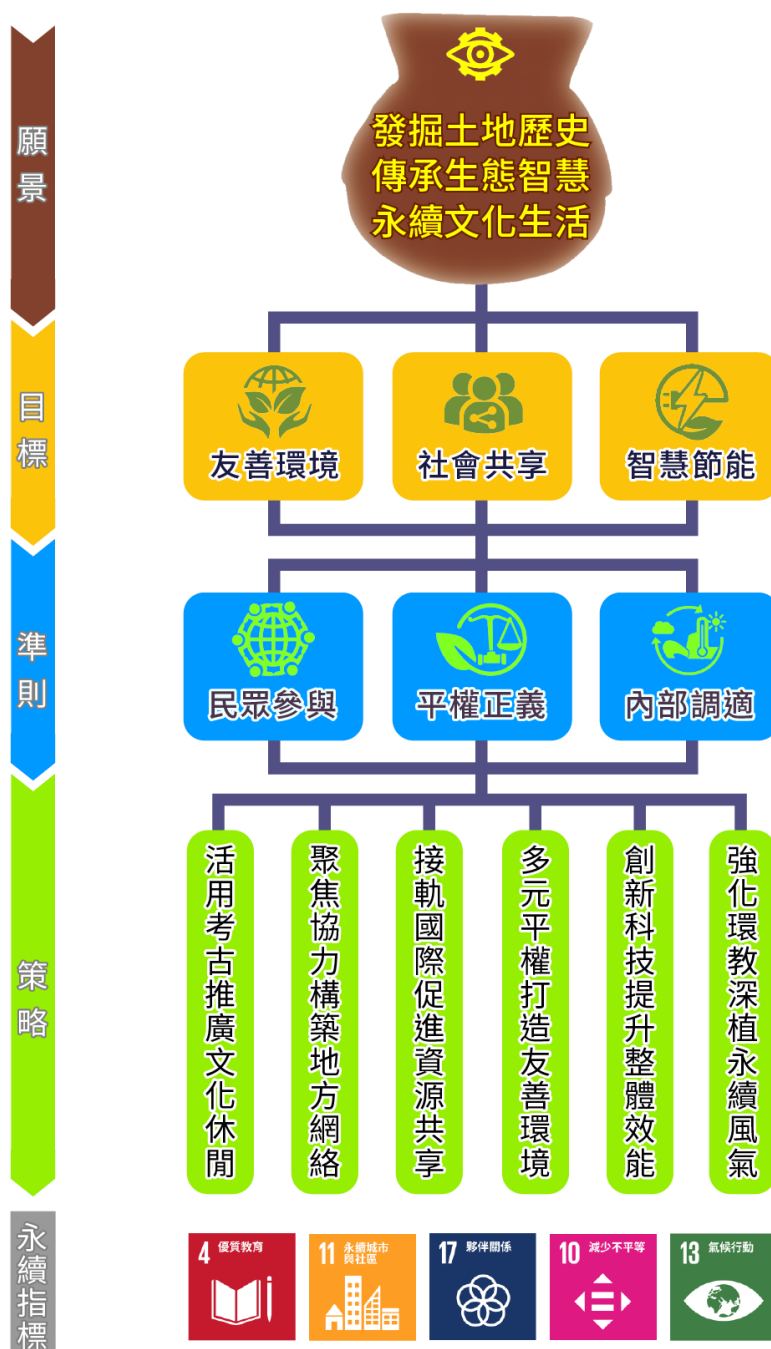 願景
發掘土地歷史
傳承生態智慧
永續文化生活
目標
友善環境
社會共享
智慧節能
準則
民眾參與
平權正義
內部調適
策略
活用考古推廣文化休閒
聚焦協力構築地方網絡
接軌國際促進資源共享
多元平權打造友善環境
創新科技提升整體效能
強化環教深植永續風氣
永續指標
4 優質教育
11 永續城市
與社區
17 夥伴關係
10 減少不平等
13 氣候行動